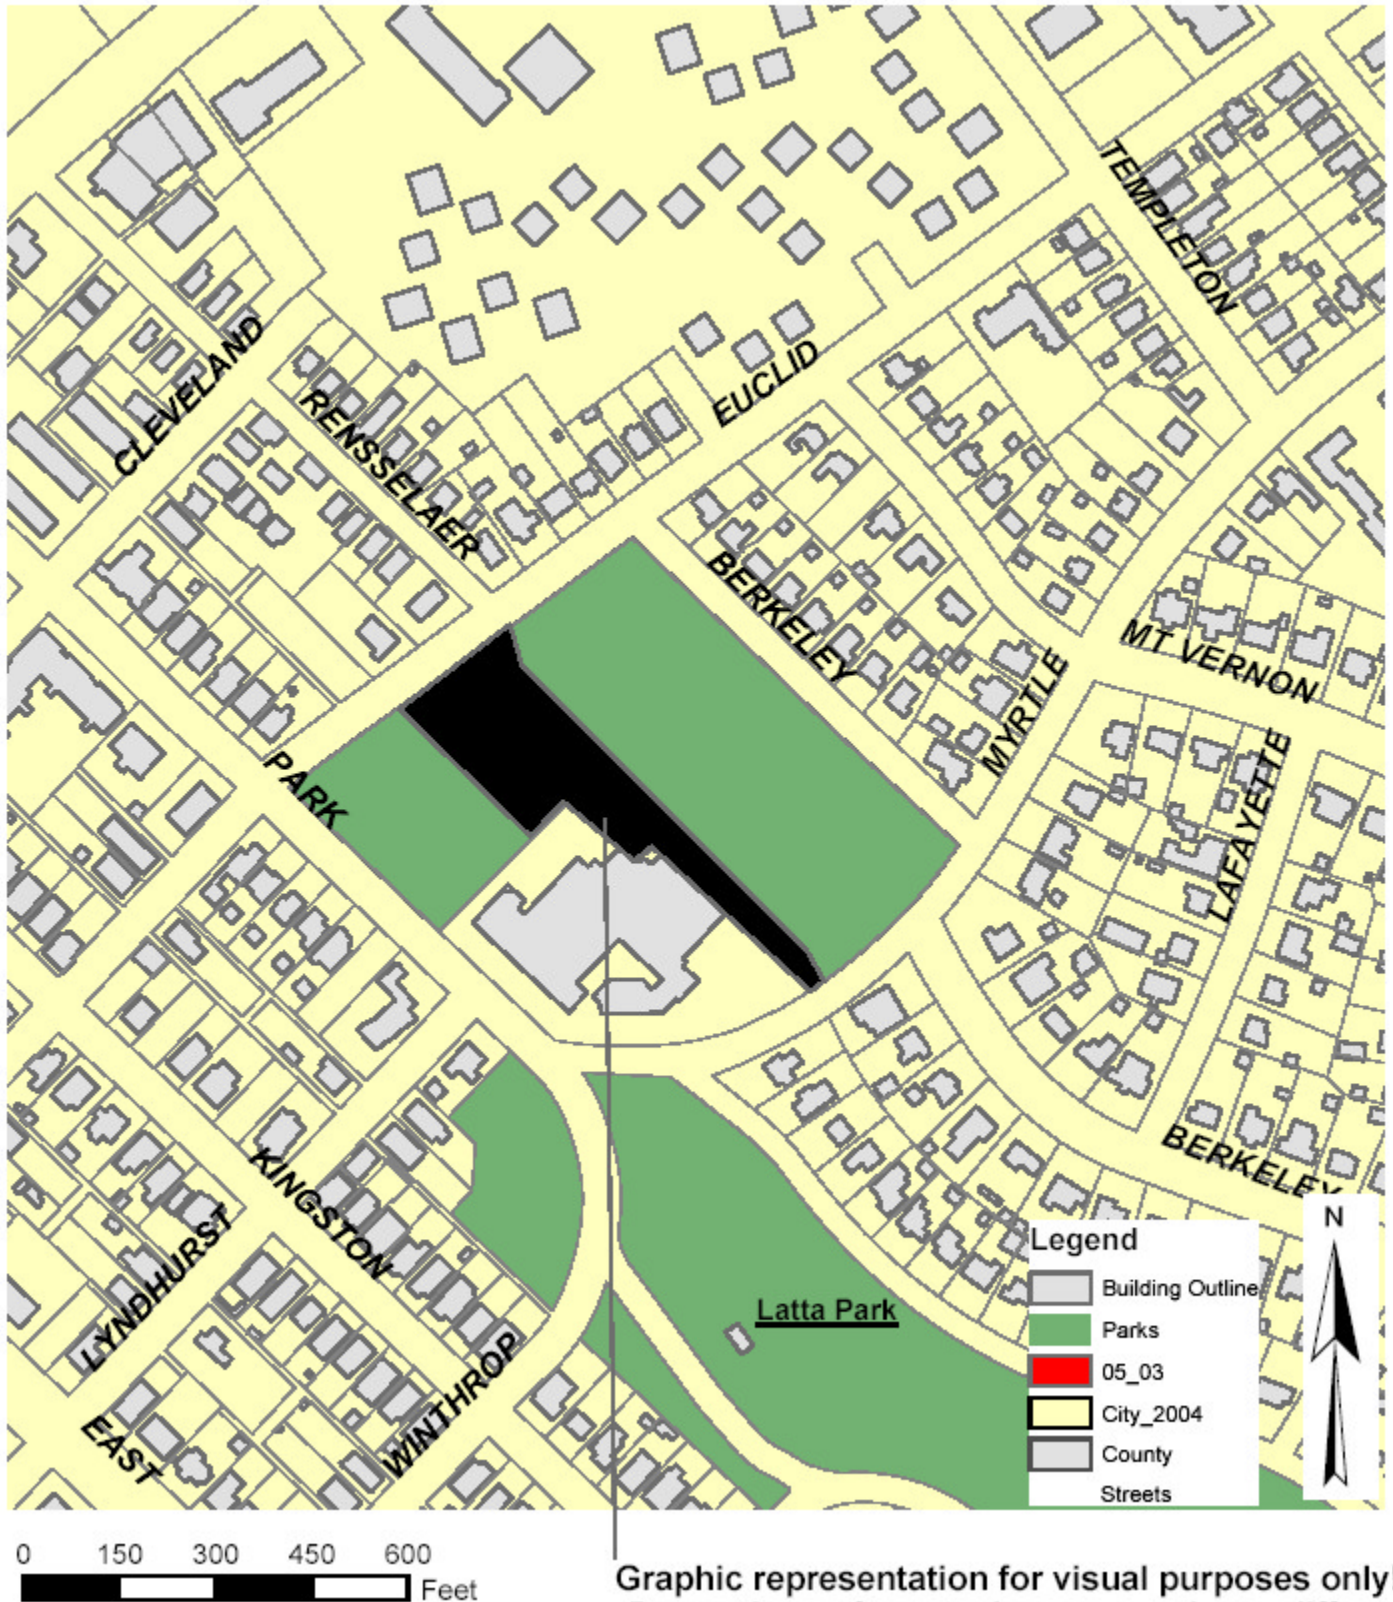 TEMPLETON
CLEVELAND
EUCLID
RENSSELAER
BERKELEY
MT VERNON
MYRTLE
LAFAYETTE
PARK
BERKELEY
KINGSTON
LYNDHURST
WINTHROP
EAST
Latta Park
N
Legend
Building Outline
Parks
05_03
City_2004
County
Streets
0 150 300 450 600
Feet
Graphic representation for visual purposes only!